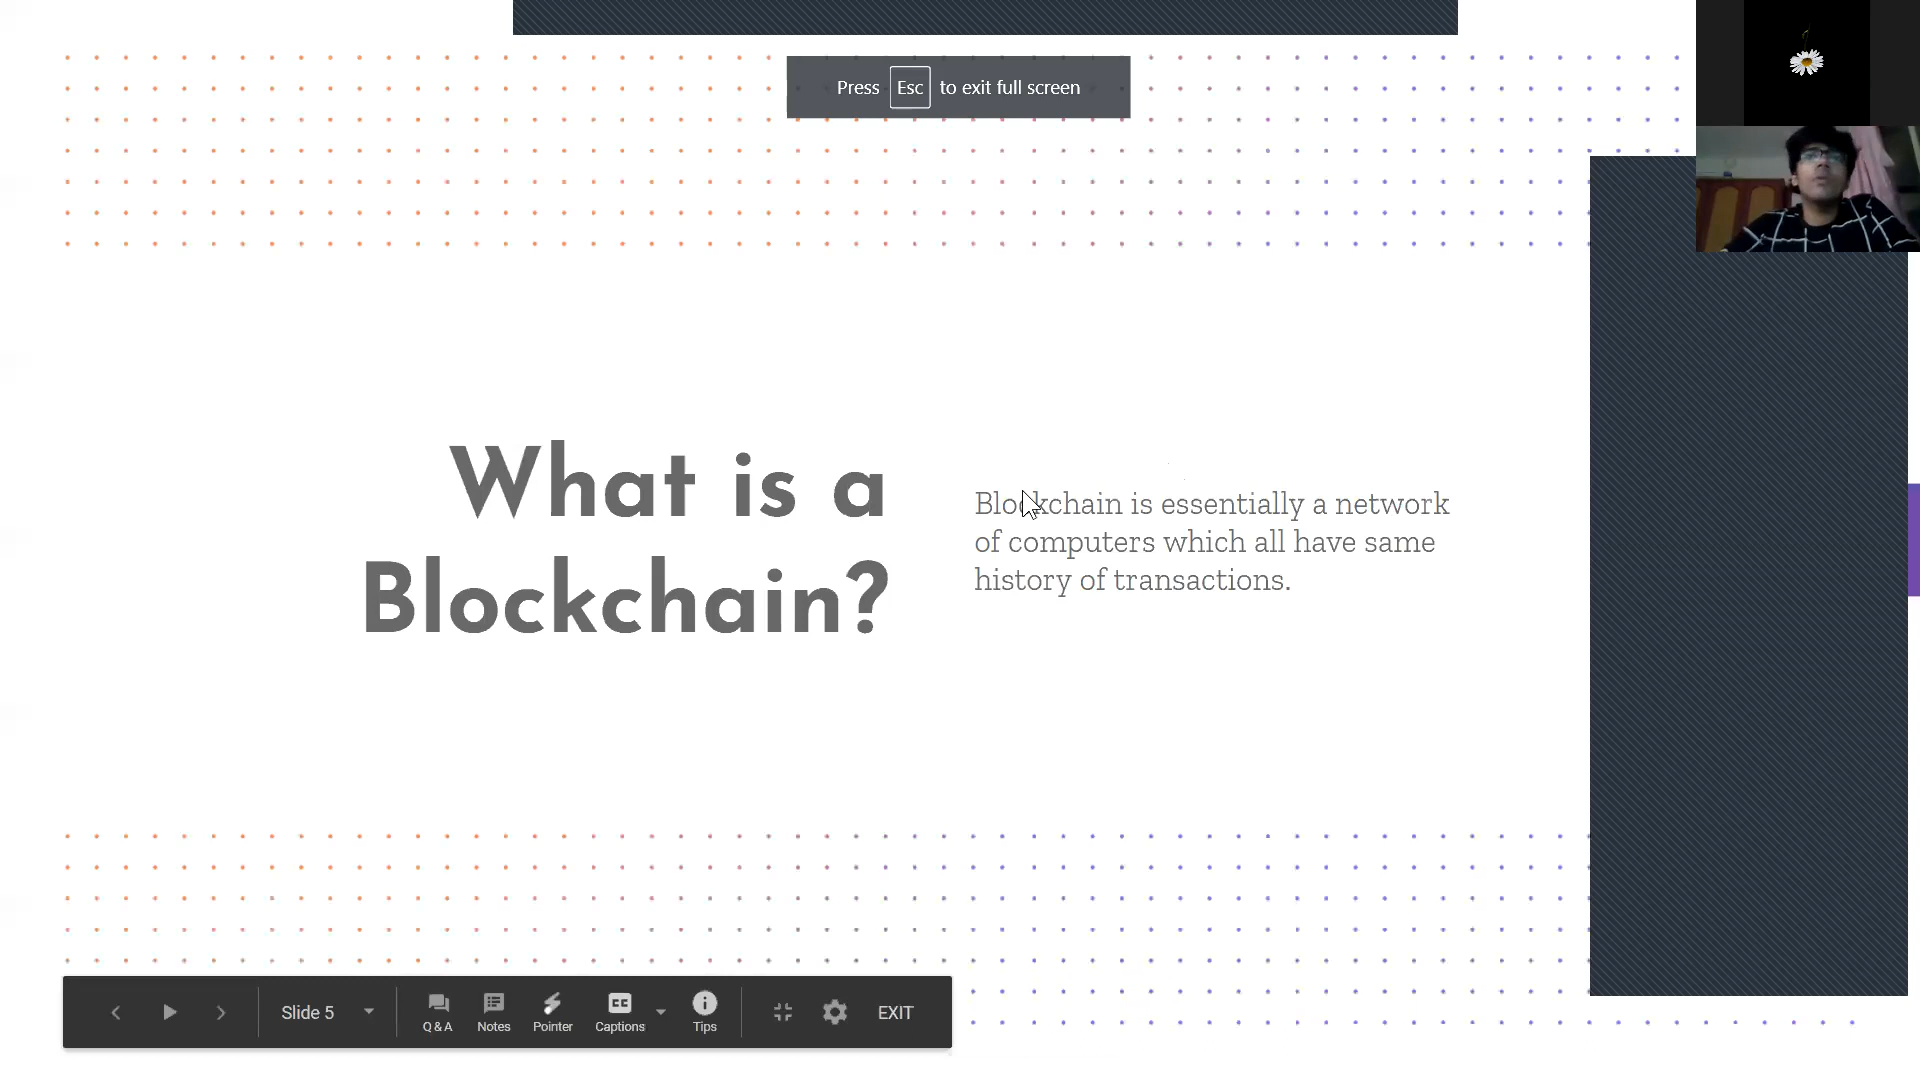 Press Esc to exit full screen
What is a
Blockchain?
Blockchain is essentially a network
of computers which all have same
history of transactions.
Slide 5
Q & A
Notes
Pointer
CC
Captions
Tips
EXIT